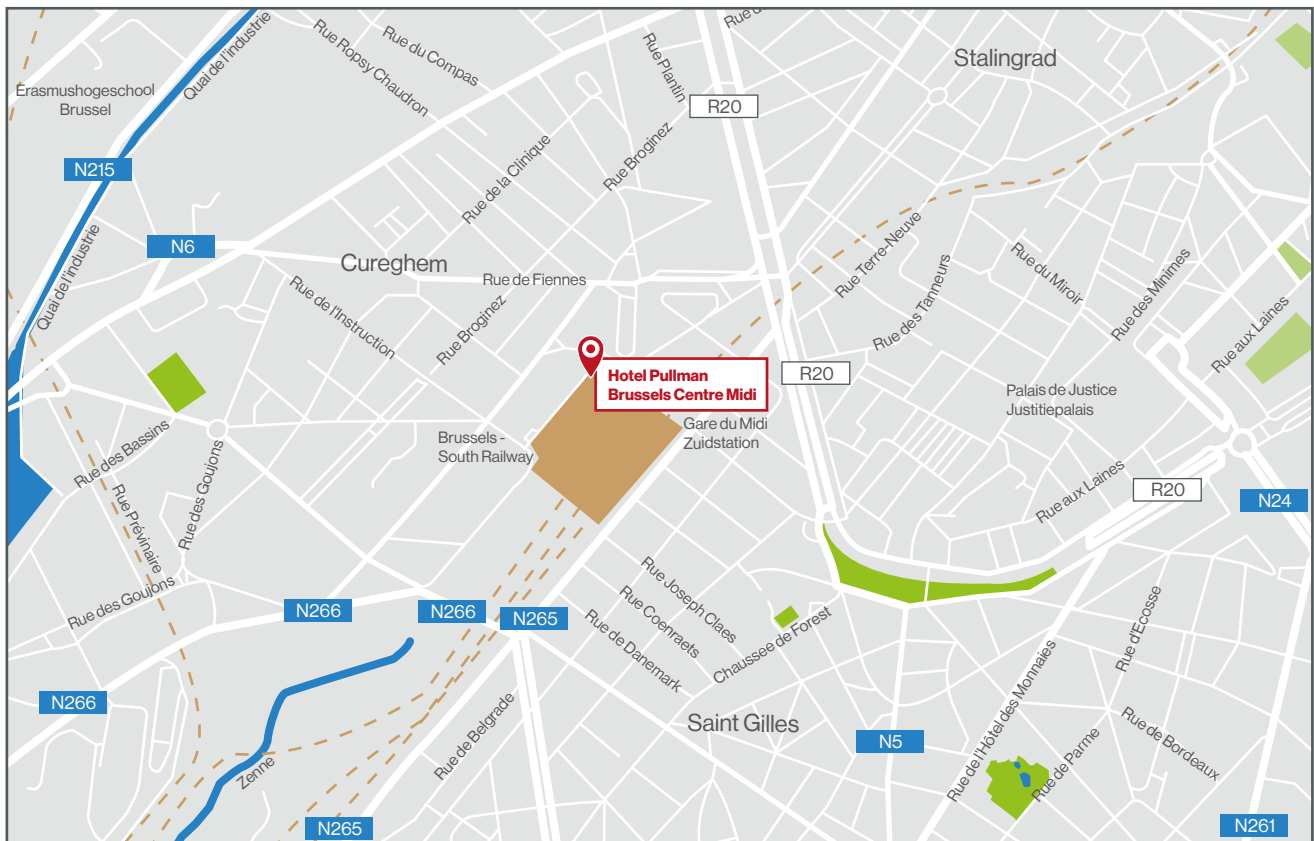 Rue d
Stalingrad
Rue du Compas
Rue Ropsy Chaudron
Quai de l'industrie
Rue Plantin
Erasmushogeschool
Brussel
R20
N215
Rue Broginez
Rue de la Clinique
N6
Quai de l'industrie
Cureghem
Rue de Fiennes
Rue Terre-Neuve
Rue du Miroir
Rue des Minimes
Rue aux Laines
Rue de l'Instruction
Rue Broginez
Rue des Tanneurs
Hotel Pullman
Brussels Centre Midi
R20
Palais de Justice
Justitiepalais
Gare du Midi
Zuidstation
Brussels -
South Railway
Rue des Bassins
Rue des Goujons
Rue Prévinaire
Rue aux Laines
R20
N24
Rue des Goujons
N266
N266
N265
Rue Joseph Claes
Rue Coenraets
Rue de Danemark
Chaussee de Forest
Rue d'Ecosse
N266
Rue de Belgrade
Saint Gilles
N5
Rue de l'Hôtel des Monnaies
Rue de Parme
Rue de Bordeaux
Zenne
N265
N261